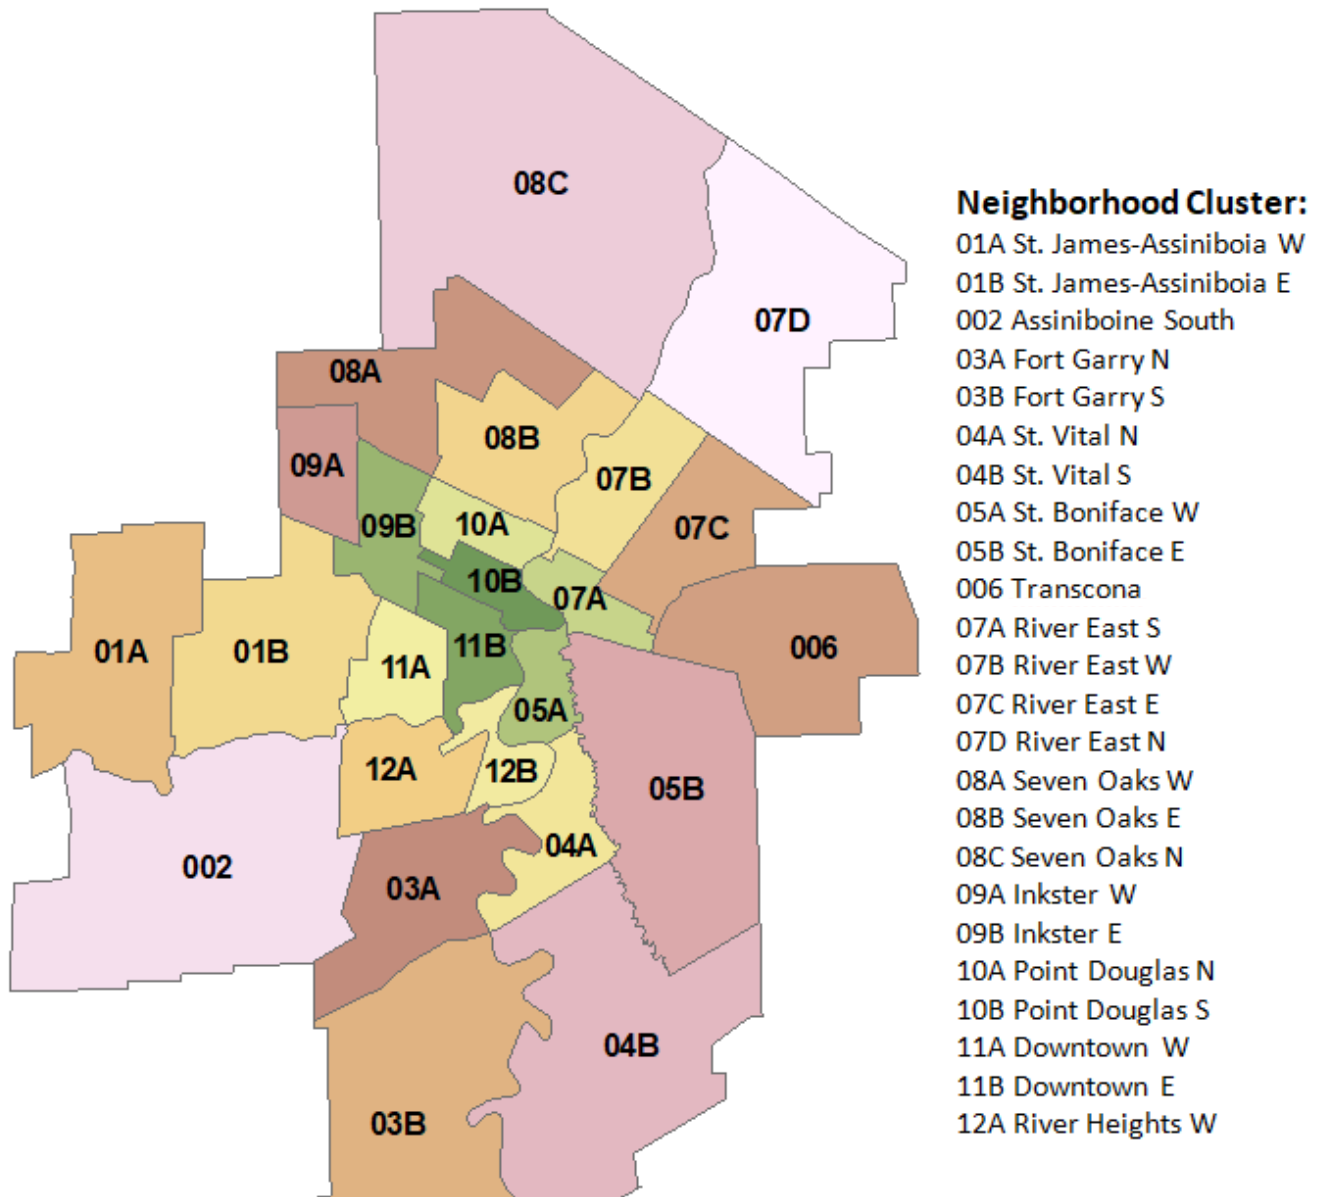 08C
07D
08A
08B
09A
07B
09B
10A
07C
10B
07A
01A
01B
11A
11B
006
05A
12A
12B
05B
04A
002
03A
04B
03B
Neighborhood Cluster:
01A St. James-Assiniboia W
01B St. James-Assiniboia E
002 Assiniboine South
03A Fort Garry N
03B Fort Garry S
04A St. Vital N
04B St. Vital S
05A St. Boniface W
05B St. Boniface E
006 Transcona
07A River East S
07B River East W
07C River East E
07D River East N
08A Seven Oaks W
08B Seven Oaks E
08C Seven Oaks N
09A Inkster W
09B Inkster E
10A Point Douglas N
10B Point Douglas S
11A Downtown W
11B Downtown E
12A River Heights W